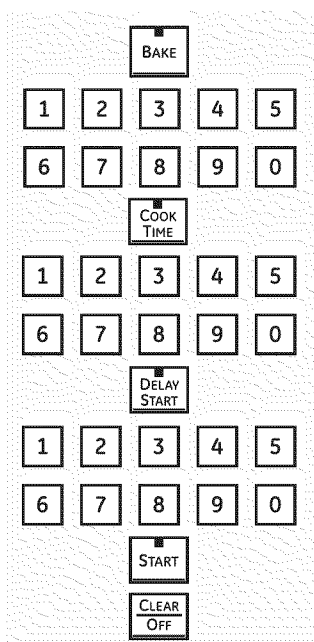 BAKE
1 2 3 4 5
6 7 8 9 0
COOK
TIME
1 2 3 4 5
6 7 8 9 0
DELAY
START
1 2 3 4 5
6 7 8 9 0
START
CLEAR
OFF